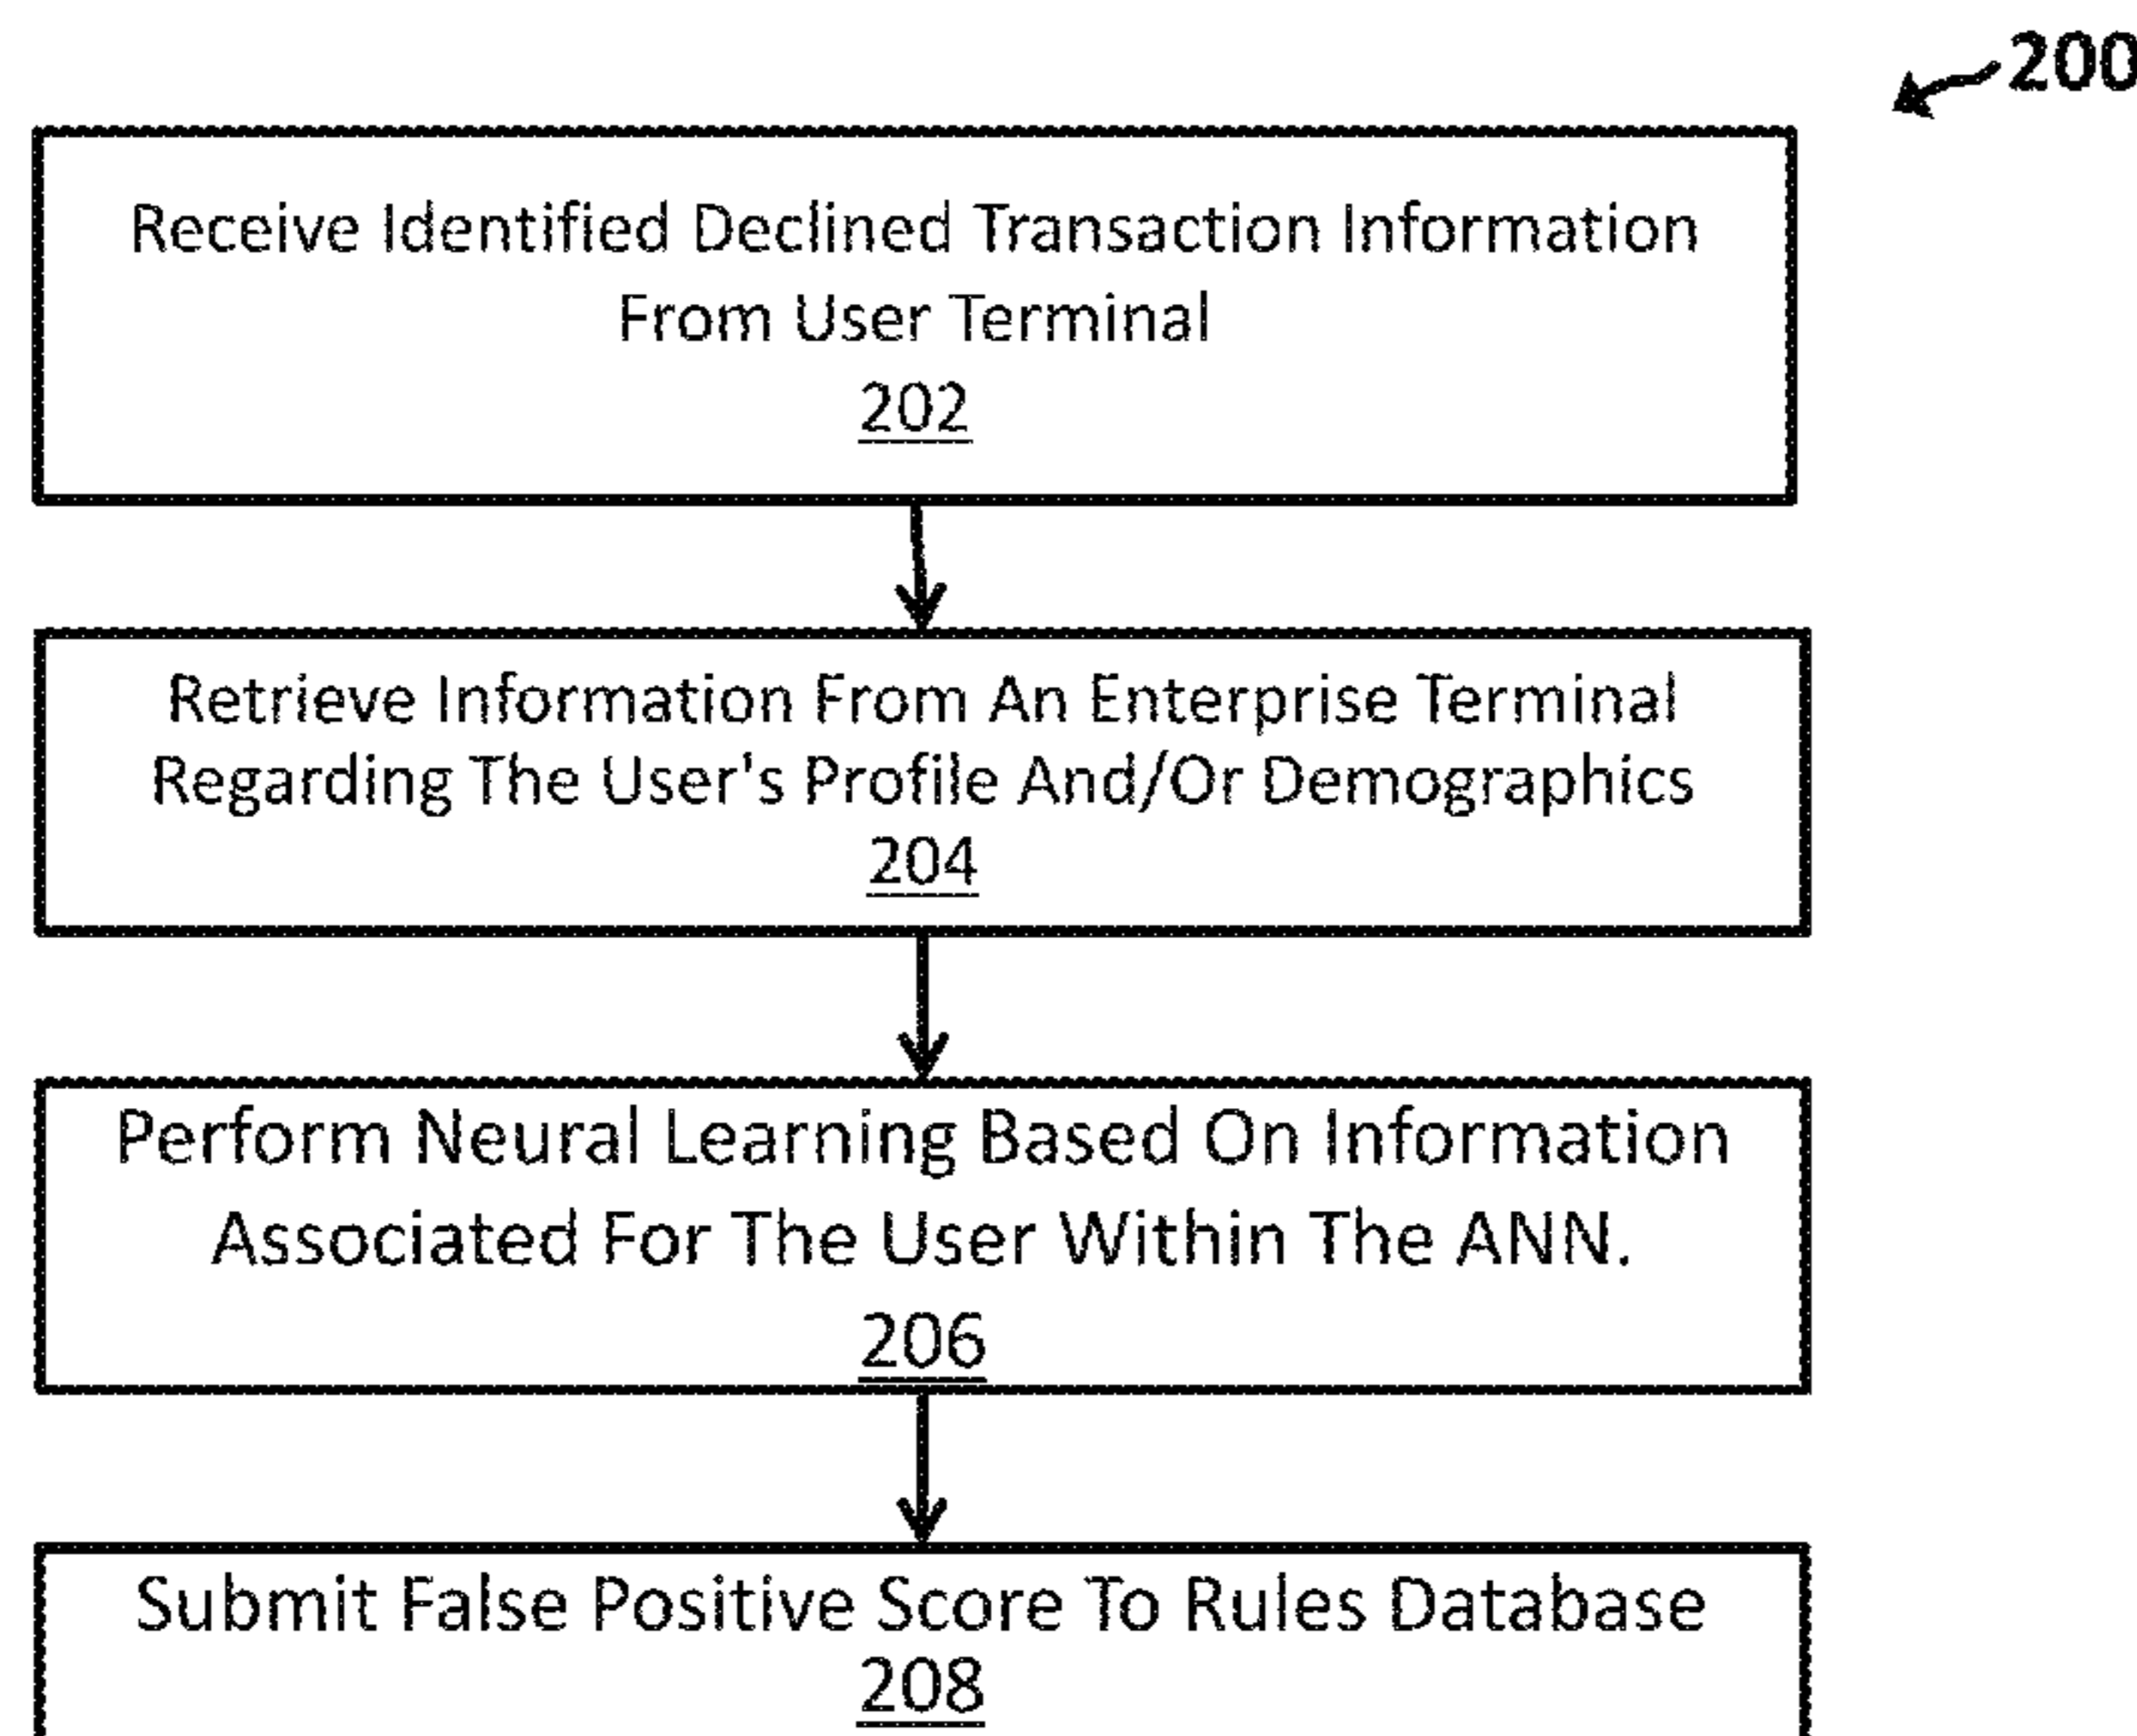 200
Receive Identified Declined Transaction Information
From User Terminal
202
Retrieve Information From An Enterprise Terminal
Regarding The User's Profile And/Or Demographics
204
Perform Neural Learning Based On Information
Associated For The User Within The ANN.
206
Submit False Positive Score To Rules Database
208